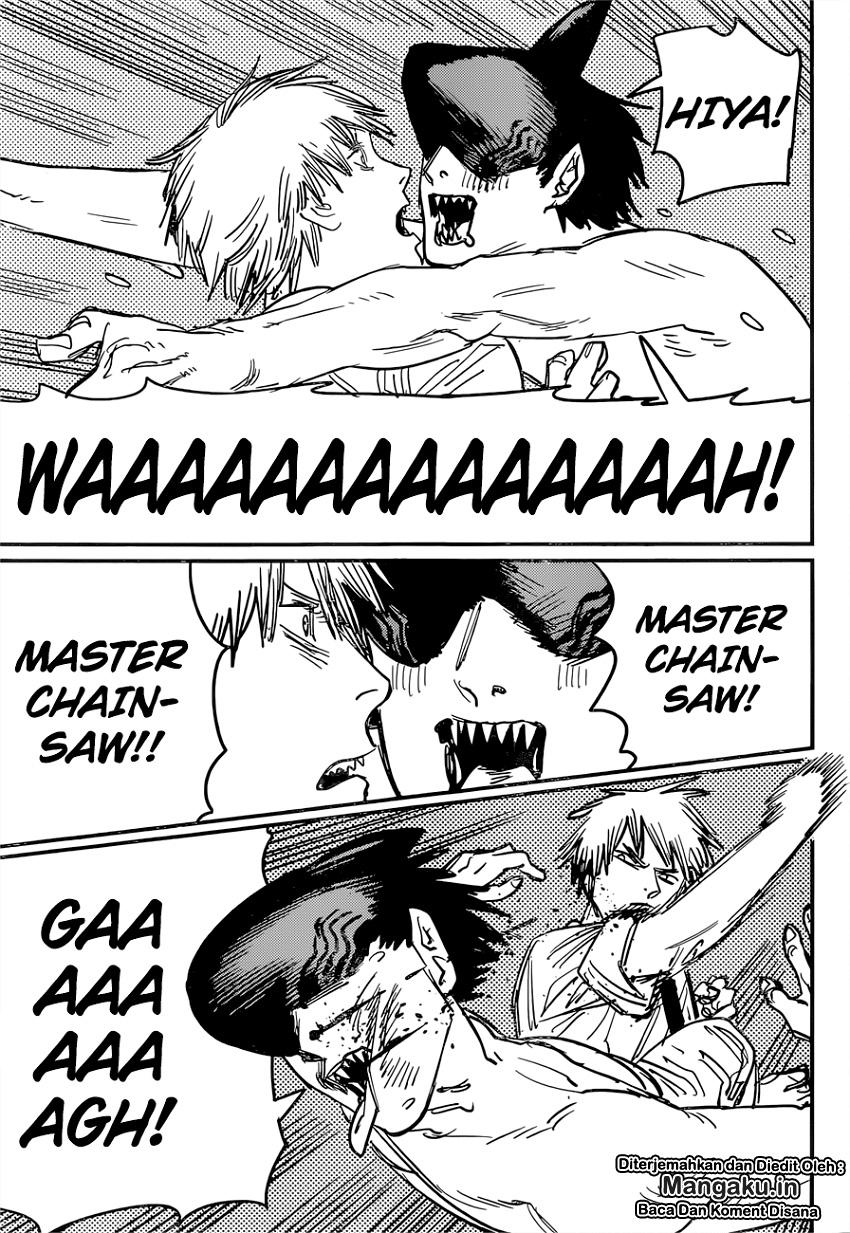 HIYA!
WAAAAAAAAAAAAAAAH!
MASTER
CHAIN-
SAW!
MASTER
CHAIN-
SAW!!
GAA
AAA
AAA
AGH!
Diterjemahkan dan Diedit Oleh :
Mangaku.in
Baca Dan Koment Disana